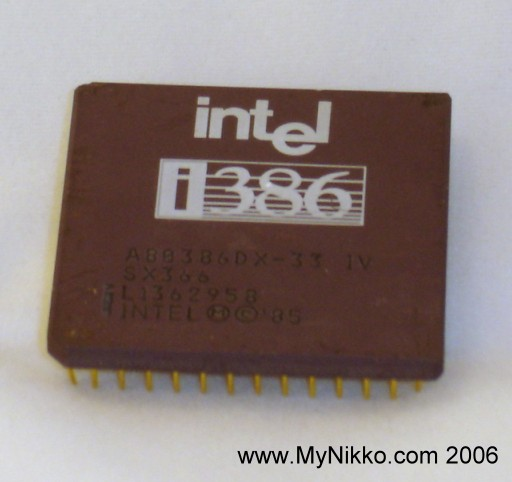 intel
i386
A80386DX-33 IV
SX366
L1362958
INTEL Ⓜ © '85
www.MyNikko.com 2006